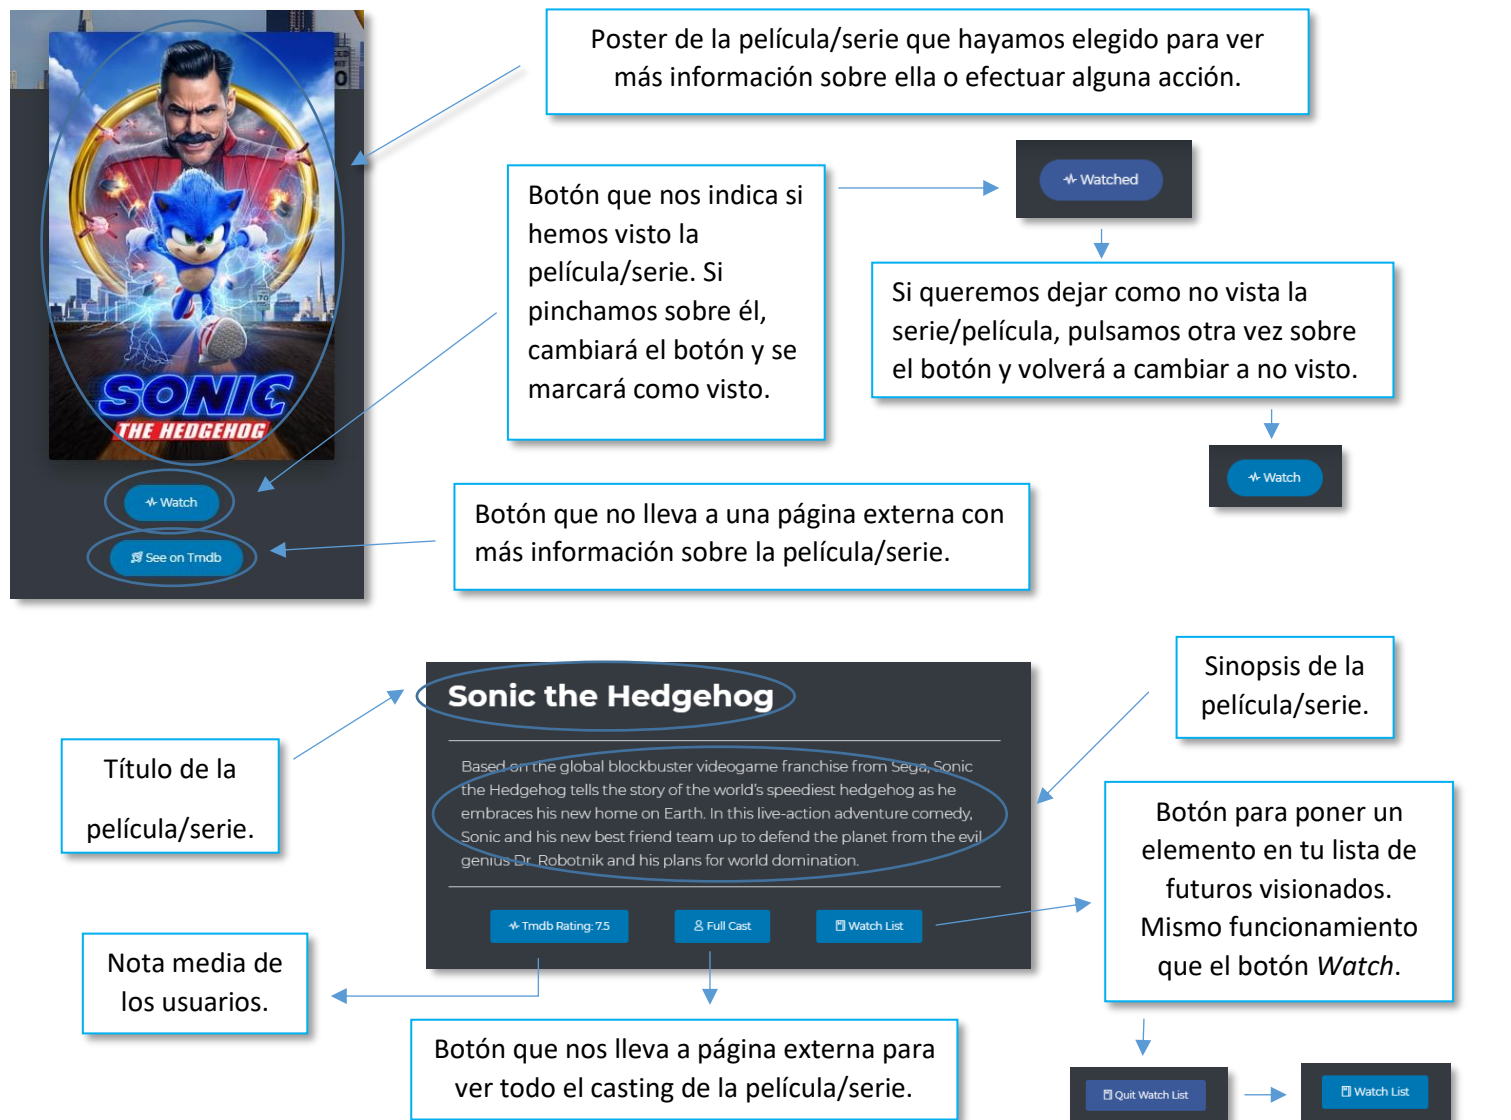 Poster de la película/serie que hayamos elegido para ver
más información sobre ella o efectuar alguna acción.
SONIC
THE HEDGEHOG
Watch
See on Tmdb
Botón que nos indica si
hemos visto la
película/serie. Si
pinchamos sobre él,
cambiará el botón y se
marcará como visto.
Watched
Si queremos dejar como no vista la
serie/película, pulsamos otra vez sobre
el botón y volverá a cambiar a no visto.
Watch
Botón que no lleva a una página externa con
más información sobre la película/serie.
Título de la
película/serie.
Sonic the Hedgehog
Based on the global blockbuster videogame franchise from Sega, Sonic
the Hedgehog tells the story of the world's speediest hedgehog as he
embraces his new home on Earth. In this live-action adventure comedy,
Sonic and his new best friend team up to defend the planet from the evil
genius Dr. Robotnik and his plans for world domination.
Tmdb Rating: 7.5
Full Cast
Watch List
Sinopsis de la
película/serie.
Botón para poner un
elemento en tu lista de
futuros visionados.
Mismo funcionamiento
que el botón Watch.
Nota media de
los usuarios.
Botón que nos lleva a página externa para
ver todo el casting de la película/serie.
Quit Watch List
Watch List